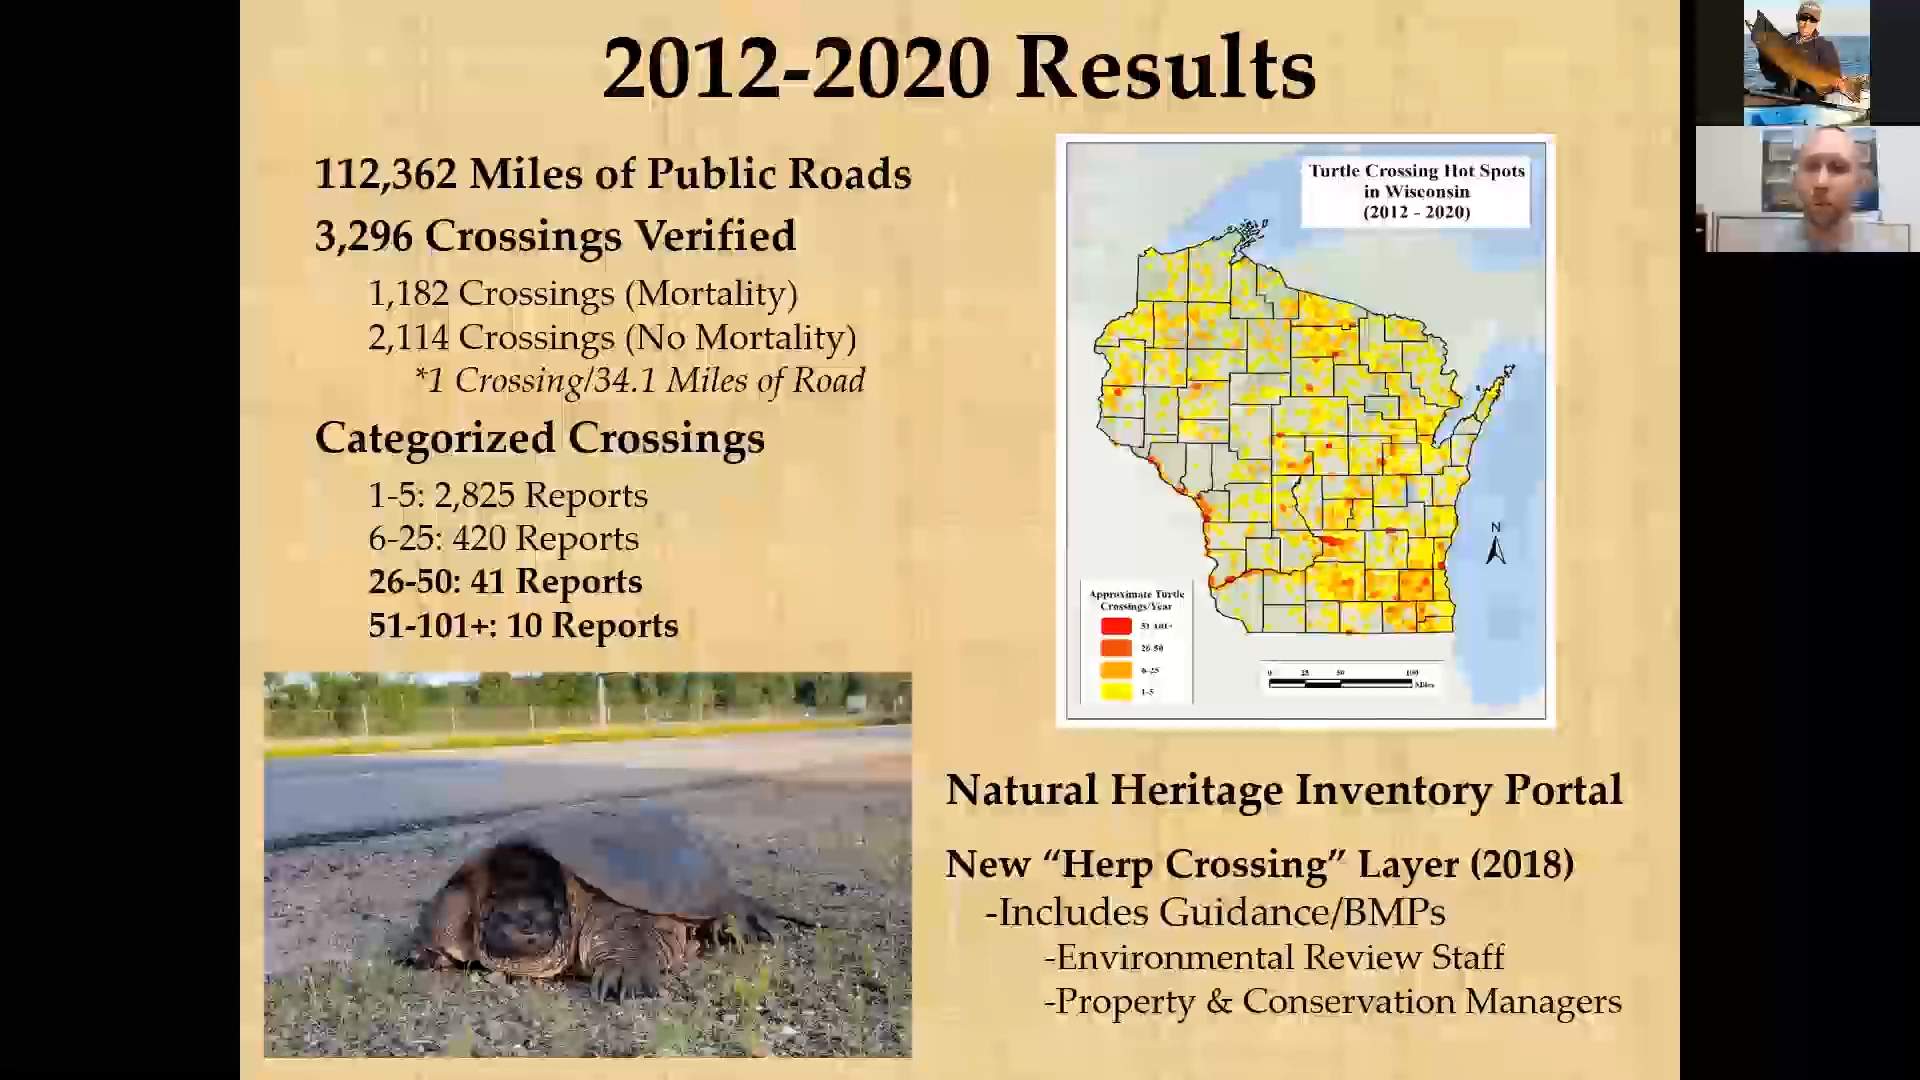 2012-2020 Results
112,362 Miles of Public Roads
3,296 Crossings Verified
1,182 Crossings (Mortality)
2,114 Crossings (No Mortality)
*1 Crossing/34.1 Miles of Road
Categorized Crossings
1-5: 2,825 Reports
6-25: 420 Reports
26-50: 41 Reports
51-101+: 10 Reports
Turtle Crossing Hot Spots
in Wisconsin
(2012 - 2020)
N
Approximate Turtle
Crossings/Year
51-101+
26-50
6-25
1-5
0 25 50 100
Miles
Natural Heritage Inventory Portal
New “Herp Crossing” Layer (2018)
-Includes Guidance/BMPs
-Environmental Review Staff
-Property & Conservation Managers